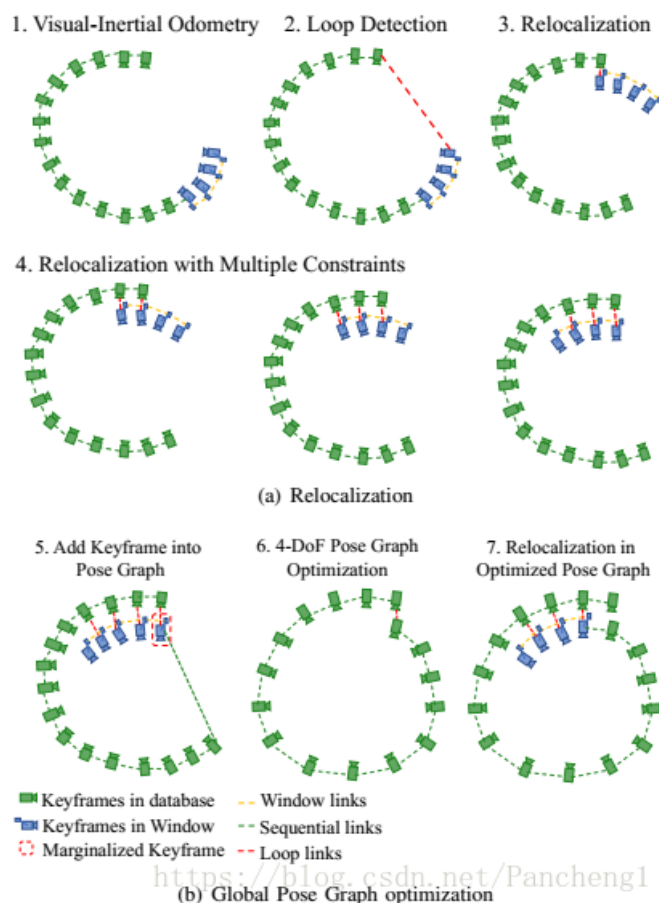 1. Visual-Inertial Odometry 2. Loop Detection 3. Relocalization
4. Relocalization with Multiple Constraints
(a) Relocalization
5. Add Keyframe into
Pose Graph
6. 4-DoF Pose Graph
Optimization
7. Relocalization in
Optimized Pose Graph
Keyframes in database
Keyframes in Window
Marginalized Keyframe
Window links
Sequential links
Loop links
https://blog.csdn.net/Pancheng1
(b) Global Pose Graph optimization